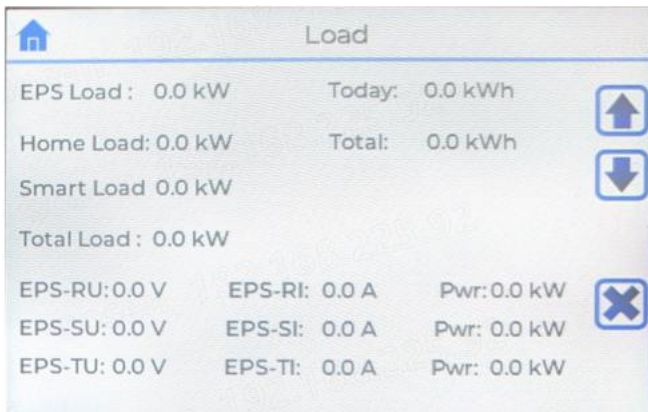 Load
EPS Load : 0.0 kW Today: 0.0 kWh
Home Load: 0.0 kW Total: 0.0 kWh
Smart Load 0.0 kW
Total Load : 0.0 kW
EPS-RU: 0.0 V EPS-RI: 0.0 A Pwr: 0.0 kW
EPS-SU: 0.0 V EPS-SI: 0.0 A Pwr: 0.0 kW
EPS-TU: 0.0 V EPS-TI: 0.0 A Pwr: 0.0 kW